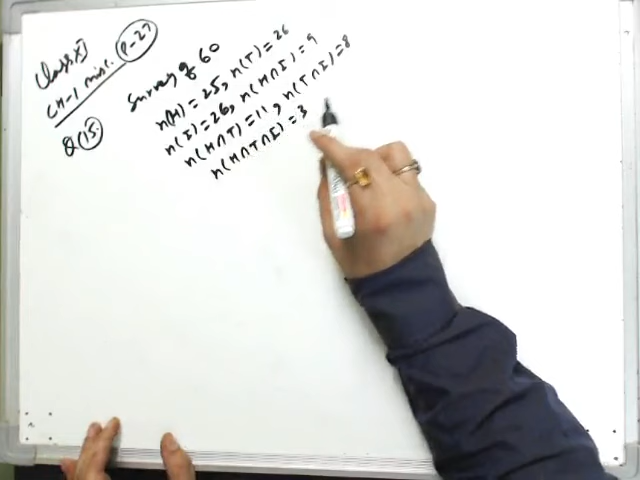 Class XI
CH-1 misc. P-27
Q 15.
Survey of 60
n(H) = 25, n(T) = 26
n(I) = 26, n(H∩I) = 9
n(H∩T) = 11, n(T∩I) = 8
n(H∩T∩I) = 3